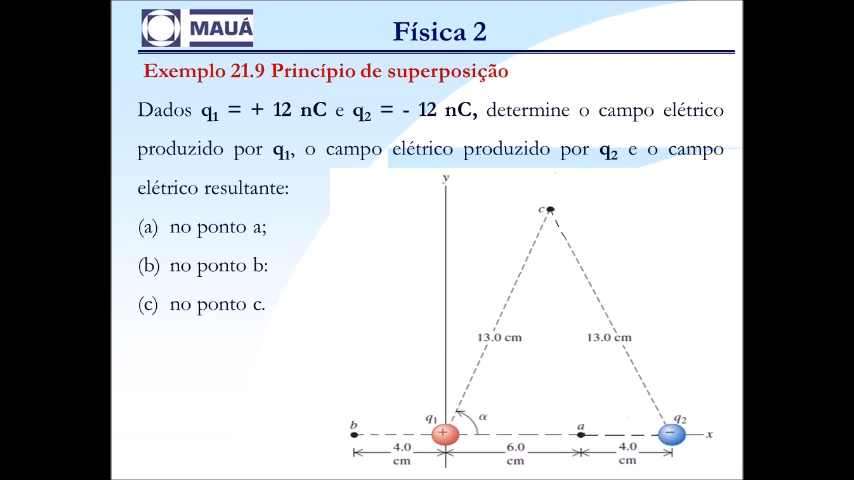 MAUÁ
Física 2
Exemplo 21.9 Princípio de superposição
Dados q₁ = + 12 nC e q₂ = - 12 nC, determine o campo elétrico
produzido por q₁, o campo elétrico produzido por q₂ e o campo
elétrico resultante:
(a) no ponto a;
(b) no ponto b:
(c) no ponto c.
y
c
13.0 cm 13.0 cm
b q₁ α a q₂
+ − x
4.0 6.0 4.0
cm cm cm